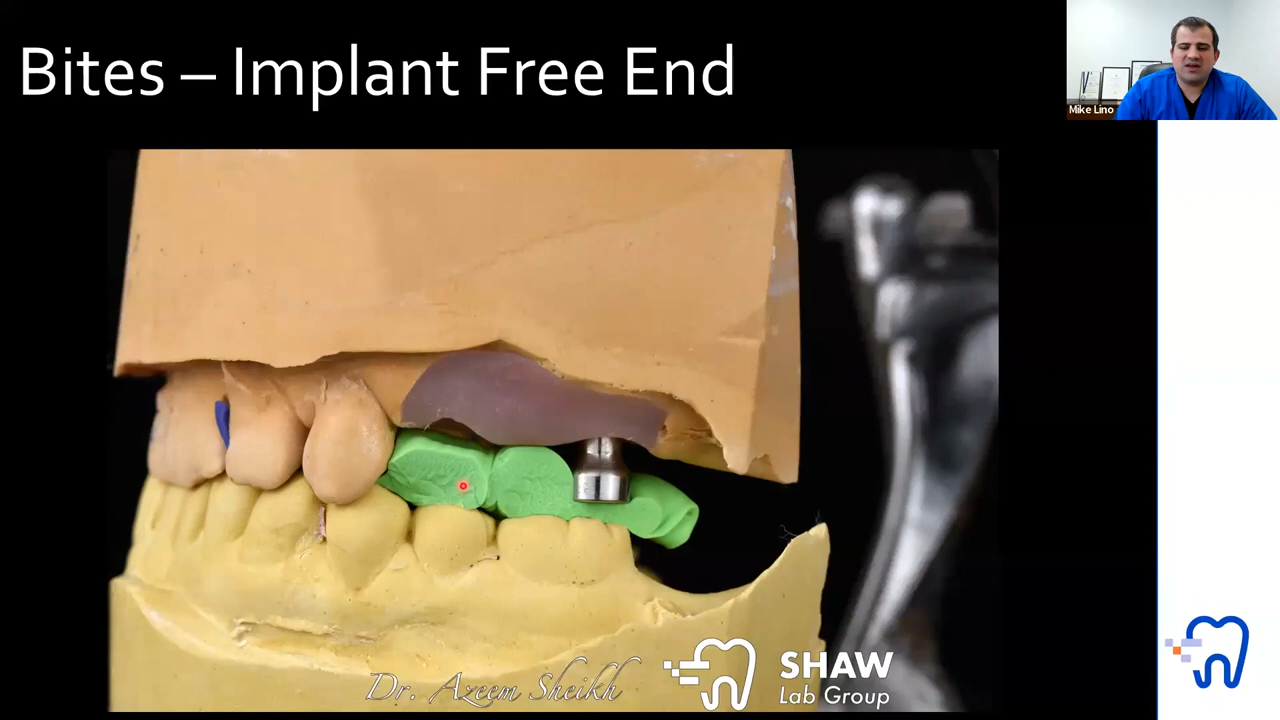 Bites – Implant Free End
Mike Lino
Dr. Azeem Sheikh
SHAW
Lab Group